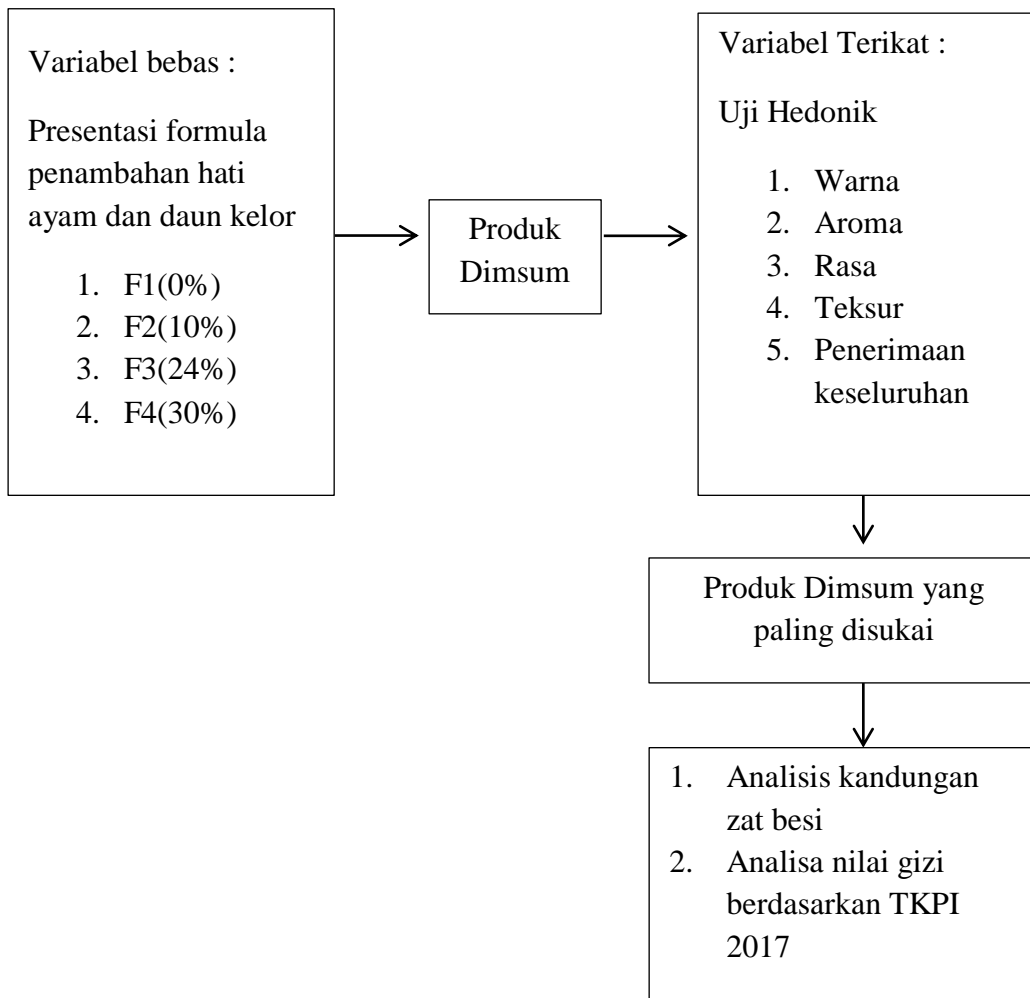 Variabel bebas :
Presentasi formula
penambahan hati
ayam dan daun kelor
1. F1(0%)
2. F2(10%)
3. F3(24%)
4. F4(30%)
Produk
Dimsum
Variabel Terikat :
Uji Hedonik
1. Warna
2. Aroma
3. Rasa
4. Teksur
5. Penerimaan
keseluruhan
Produk Dimsum yang
paling disukai
1. Analisis kandungan
zat besi
2. Analisa nilai gizi
berdasarkan TKPI
2017